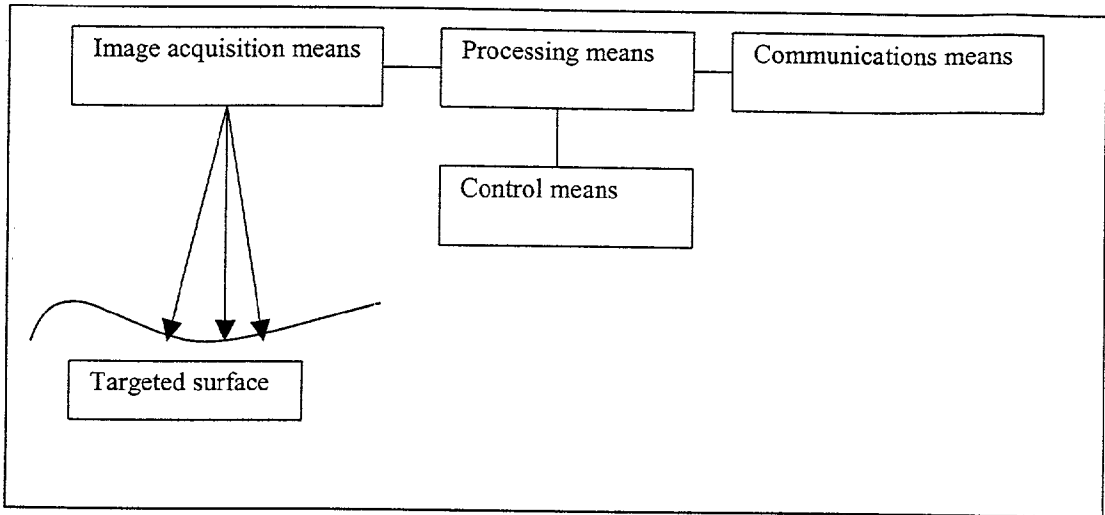 Image acquisition means
Processing means
Communications means
Control means
Targeted surface